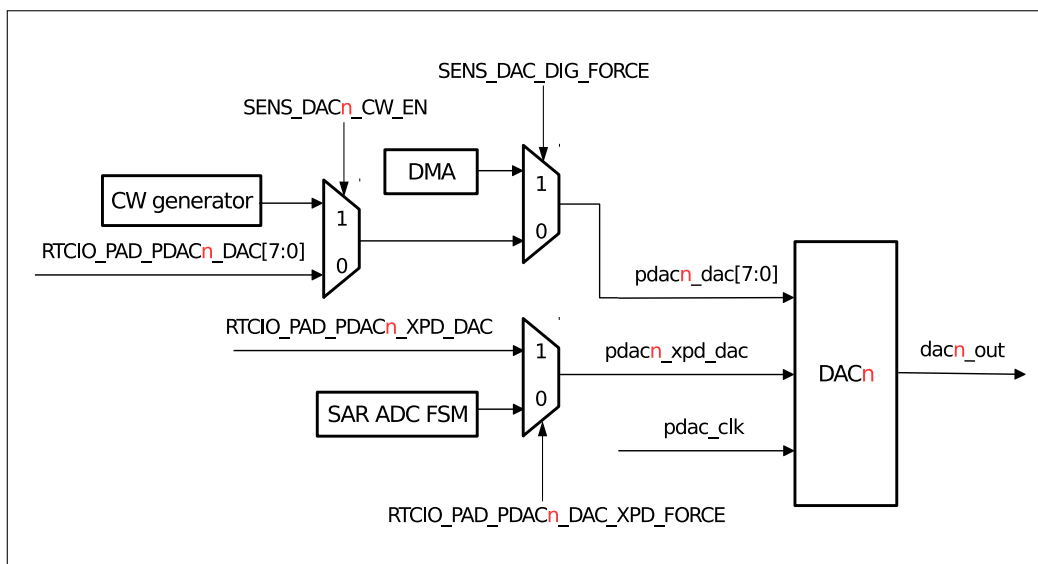 SENS_DAC_DIG_FORCE
SENS_DACn_CW_EN
DMA
CW generator
1
1
0
RTCIO_PAD_PDACn_DAC[7:0]
0
pdacn_dac[7:0]
RTCIO_PAD_PDACn_XPD_DAC
1
pdacn_xpd_dac
dacn_out
DACn
0
SAR ADC FSM
pdac_clk
RTCIO_PAD_PDACn_DAC_XPD_FORCE